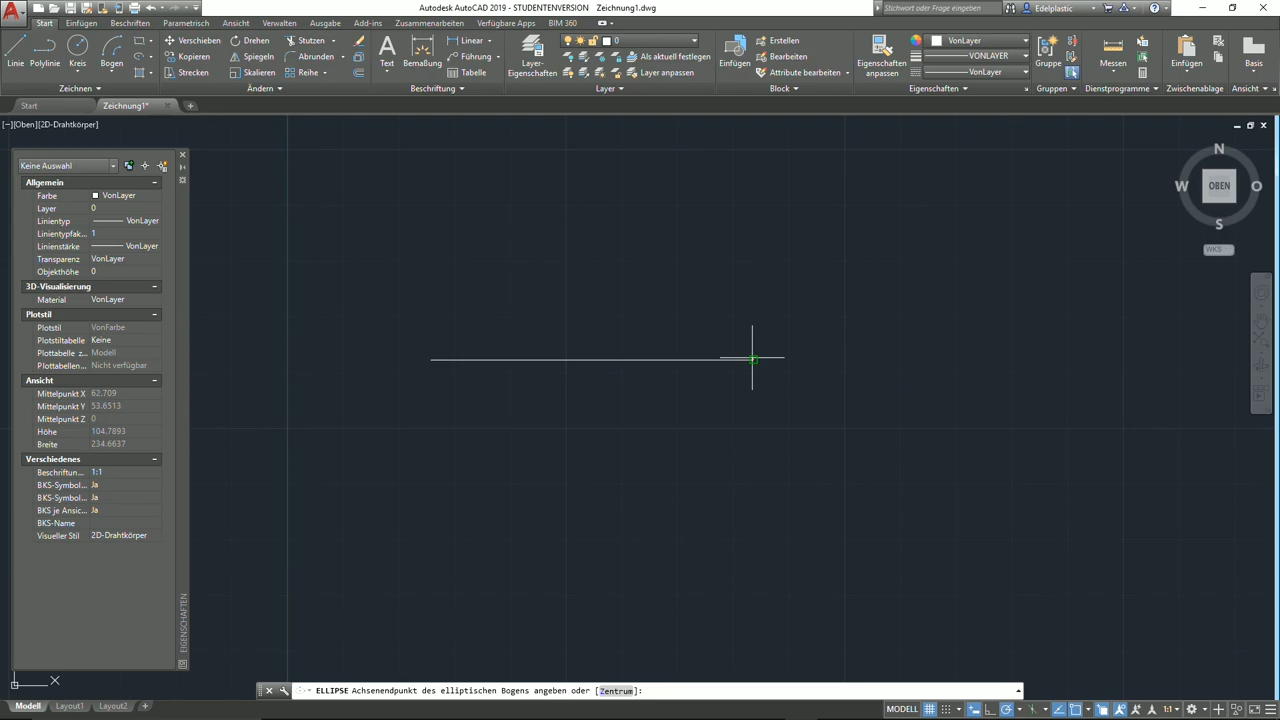 Autodesk AutoCAD 2019 - STUDENTENVERSION Zeichnung1.dwg
Stichwort oder Frage eingeben
Edelplastic
Start Einfügen Beschriften Parametrisch Ansicht Verwalten Ausgabe Add-ins Zusammenarbeiten Verfügbare Apps BIM 360
Linie Polylinie Kreis Bogen
Verschieben Drehen Stutzen
Kopieren Spiegeln Abrunden
Strecken Skalieren Reihe
Text Bemaßung
Linear
Führung
Tabelle
Layer-
Eigenschaften
0
Als aktuell festlegen
Layer anpassen
Einfügen
Erstellen
Bearbeiten
Attribute bearbeiten
Eigenschaften
anpassen
VonLayer
VONLAYER
VonLayer
Gruppe
Messen
Einfügen
Basis
Zeichnen Ändern Beschriftung Layer Block Eigenschaften Gruppen Dienstprogramme Zwischenablage Ansicht
Start Zeichnung1*
[−][Oben][2D-Drahtkörper]
Keine Auswahl
Allgemein
Farbe VonLayer
Layer 0
Linientyp VonLayer
Linientypfak... 1
Linienstärke VonLayer
Transparenz VonLayer
Objekthöhe 0
3D-Visualisierung
Material VonLayer
Plotstil
Plotstil VonFarbe
Plotstiltabelle Keine
Plottabelle z... Modell
Plottabellen... Nicht verfügbar
Ansicht
Mittelpunkt X 62.709
Mittelpunkt Y 53.6513
Mittelpunkt Z 0
Höhe 104.7893
Breite 234.6637
Verschiedenes
Beschriftun... 1:1
BKS-Symbol... Ja
BKS-Symbol... Ja
BKS je Ansic... Ja
BKS-Name
Visueller Stil 2D-Drahtkörper
EIGENSCHAFTEN
N
W OBEN O
S
WKS
ELLIPSE Achsenendpunkt des elliptischen Bogens angeben oder [Zentrum]:
Modell Layout1 Layout2
MODELL 1:1